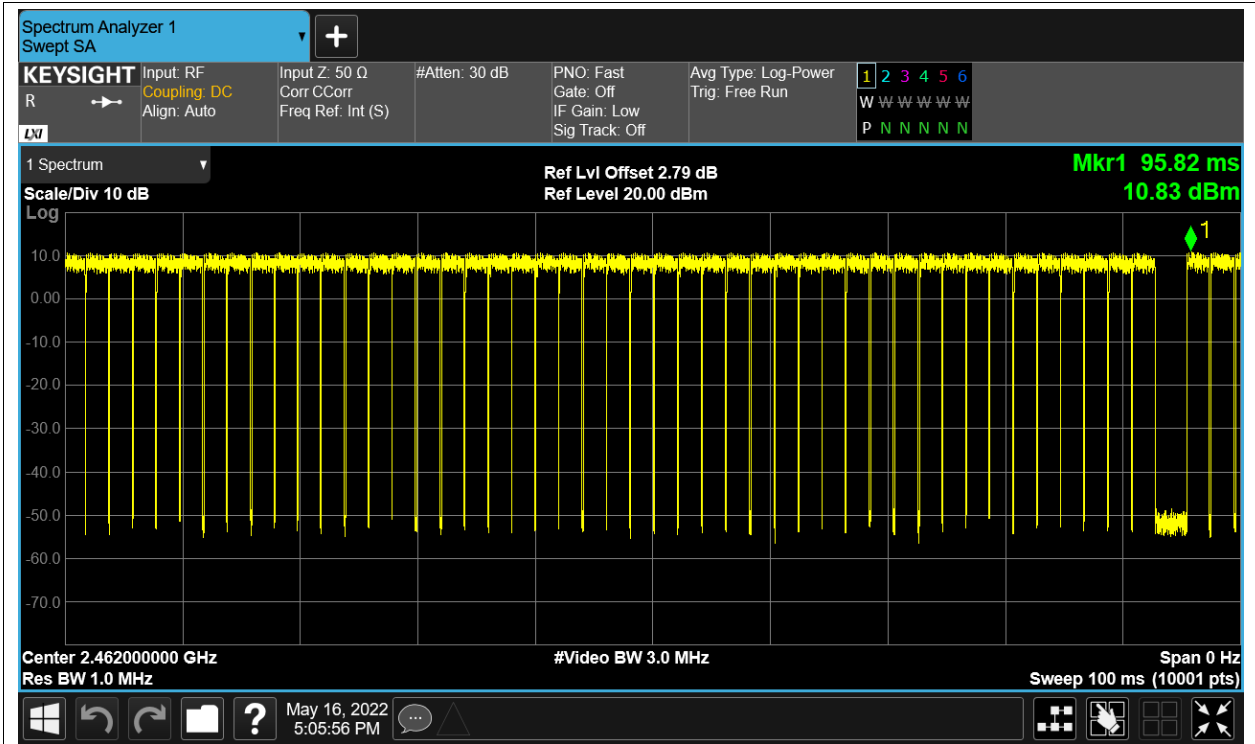 Spectrum Analyzer 1
Swept SA
KEYSIGHT
R
LXI
Input: RF
Coupling: DC
Align: Auto
Input Z: 50 Ω
Corr CCorr
Freq Ref: Int (S)
#Atten: 30 dB
PNO: Fast
Gate: Off
IF Gain: Low
Sig Track: Off
Avg Type: Log-Power
Trig: Free Run
1 2 3 4 5 6
W W W W W W
P N N N N N
1 Spectrum
Scale/Div 10 dB
Log
Ref Lvl Offset 2.79 dB
Ref Level 20.00 dBm
Mkr1 95.82 ms
10.83 dBm
1
10.0
0.00
-10.0
-20.0
-30.0
-40.0
-50.0
-60.0
-70.0
Center 2.462000000 GHz
Res BW 1.0 MHz
#Video BW 3.0 MHz
Span 0 Hz
Sweep 100 ms (10001 pts)
?
May 16, 2022
5:05:56 PM